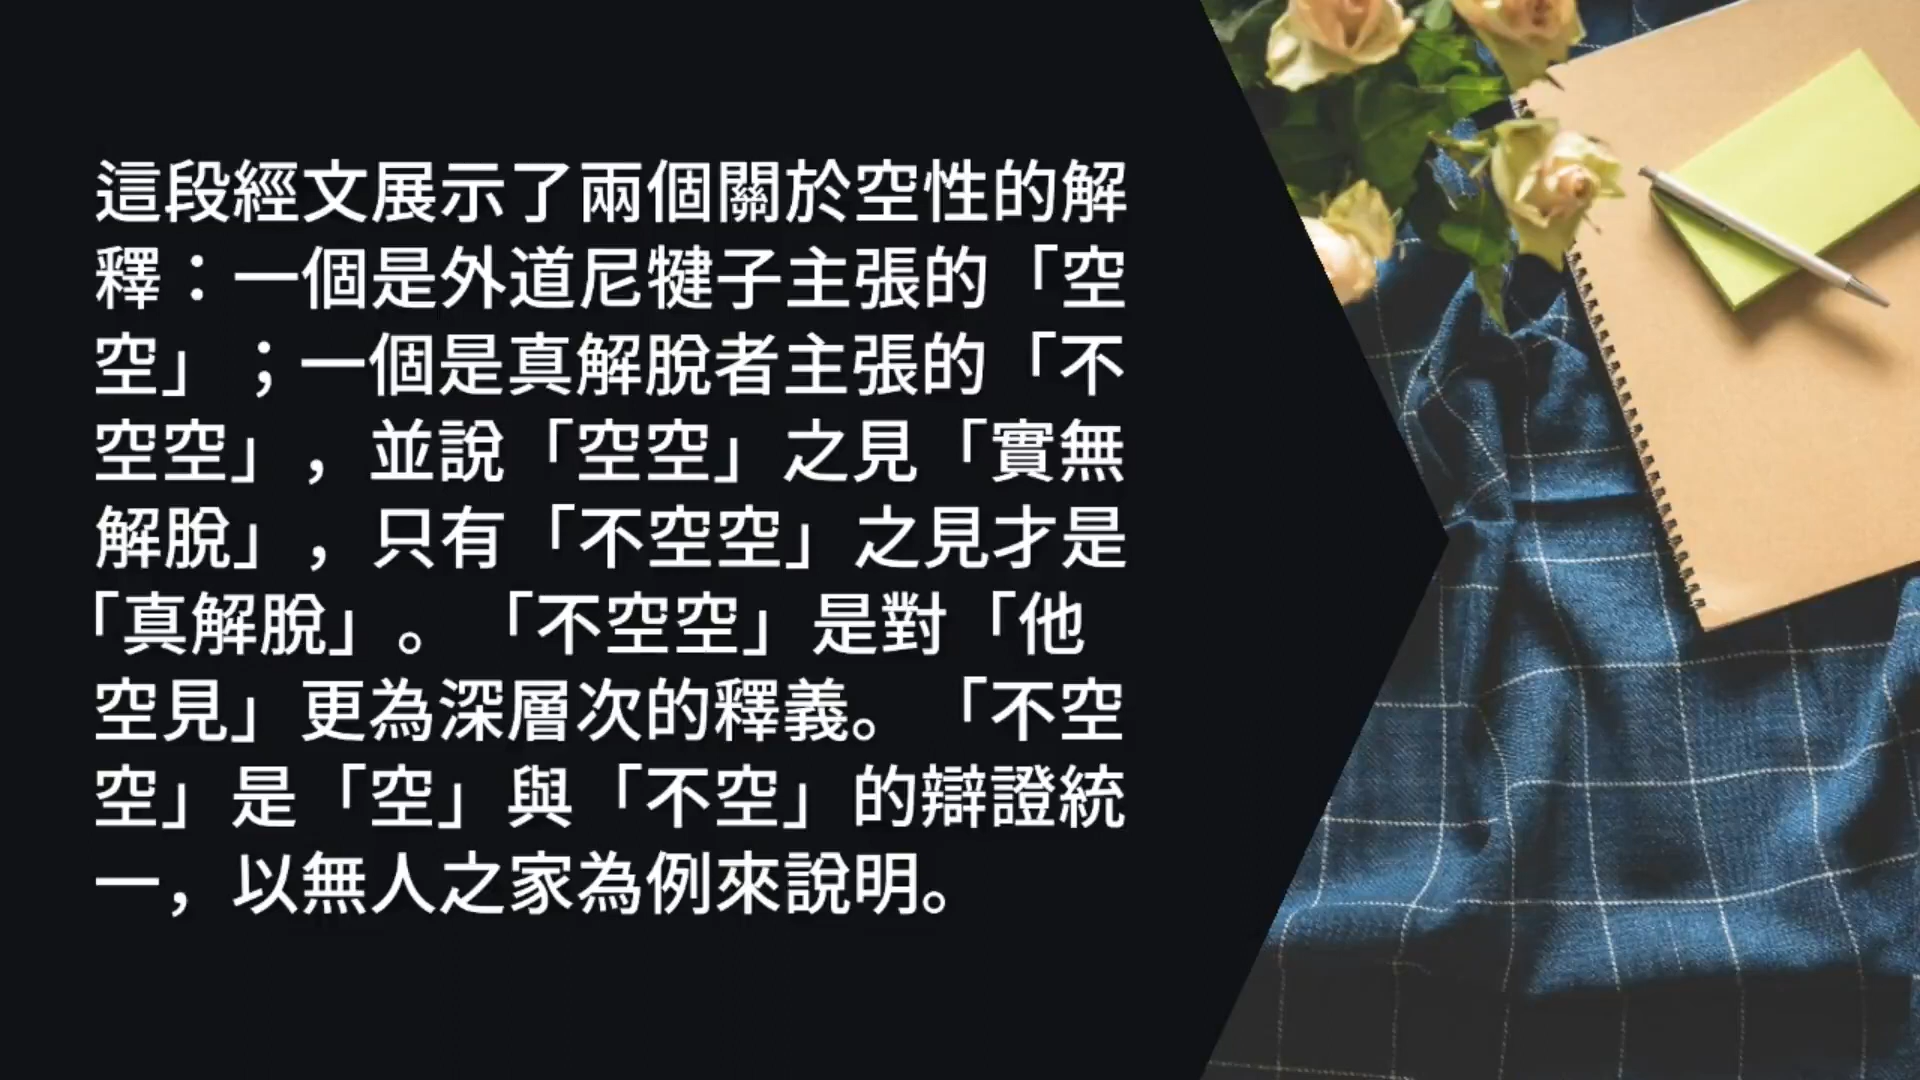 這段經文展示了兩個關於空性的解
釋：一個是外道尼犍子主張的「空
空」；一個是真解脫者主張的「不
空空」，並說「空空」之見「實無
解脫」，只有「不空空」之見才是
「真解脫」。「不空空」是對「他
空見」更為深層次的釋義。「不空
空」是「空」與「不空」的辯證統
一，以無人之家為例來說明。